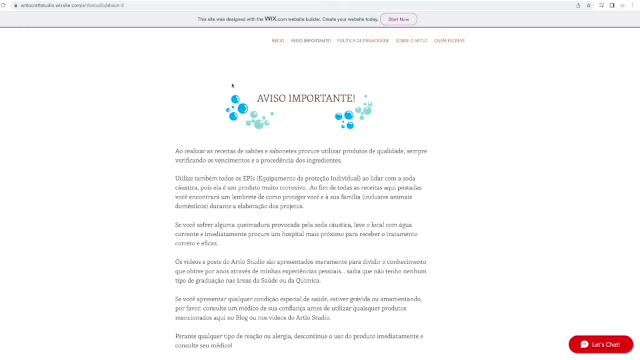 This site was designed with the WIX.com website builder. Create your website today. Start Now
INÍCIO AVISO IMPORTANTE! POLÍTICA DE PRIVACIDADE SOBRE O ARTLO QUEM ESCREVE
AVISO IMPORTANTE!
Ao realizar as receitas de sabões e sabonetes procure utilizar produtos de qualidade, sempre
verificando os vencimentos e a procedência dos ingredientes.
Utilize também todos os EPIs (Equipamento de proteção Individual) ao lidar com a soda
cáustica, pois ela é um produto muito corrosivo. Ao fim de todas as receitas aqui postadas
você encontrará um lembrete de como proteger você e à sua família (inclusive animais
domésticos) durante a elaboração dos projetos.
Se você sofrer alguma queimadura provocada pela soda cáustica, lave o local com água
corrente e imediatamente procure um hospital mais próximo para receber o tratamento
correto e eficaz.
Os vídeos e posts do Artlo Studio são apresentados meramente para dividir o conhecimento
que obtive por anos através de minhas experiências pessoais... saiba que não tenho nenhum
tipo de graduação nas áreas da Saúde ou da Química.
Se você apresentar qualquer condição especial de saúde, estiver grávida ou amamentando,
por favor: consulte um médico de sua confiança antes de utilizar quaisquer produtos
mencionados aqui no Blog ou nos vídeos do Artlo Studio.
Perante qualquer tipo de reação ou alergia, descontinue o uso do produto imediatamente e
consulte seu médico!
Let's Chat!